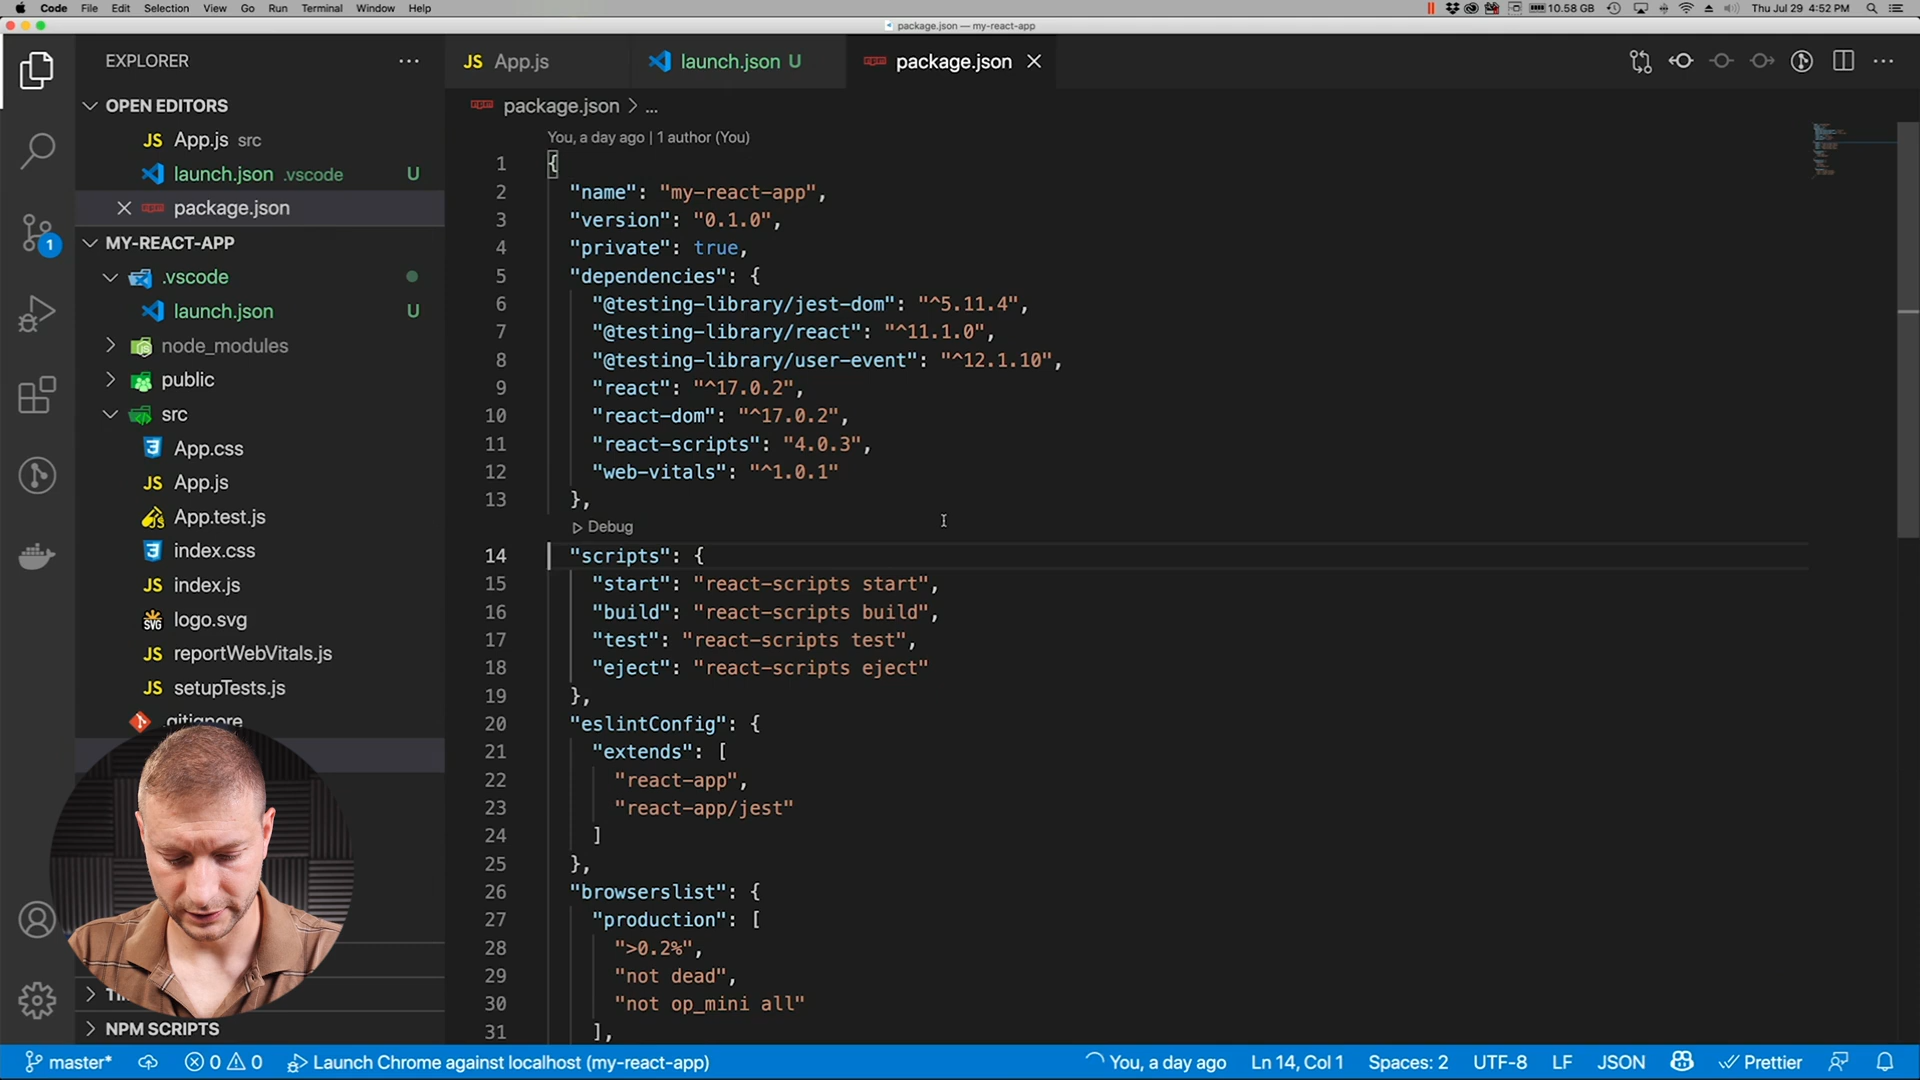 Code File Edit Selection View Go Run Terminal Window Help 10.58 GB Thu Jul 29 4:52 PM
package.json — my-react-app
EXPLORER
OPEN EDITORS
JS App.js src
launch.json .vscode U
package.json
MY-REACT-APP
.vscode
launch.json U
node_modules
public
src
App.css
JS App.js
App.test.js
index.css
JS index.js
SVG logo.svg
JS reportWebVitals.js
JS setupTests.js
.gitignore
NPM SCRIPTS
1
JS App.js
launch.json U
package.json
package.json > ...
You, a day ago | 1 author (You)
1 {
2 "name": "my-react-app",
3 "version": "0.1.0",
4 "private": true,
5 "dependencies": {
6 "@testing-library/jest-dom": "^5.11.4",
7 "@testing-library/react": "^11.1.0",
8 "@testing-library/user-event": "^12.1.10",
9 "react": "^17.0.2",
10 "react-dom": "^17.0.2",
11 "react-scripts": "4.0.3",
12 "web-vitals": "^1.0.1"
13 },
Debug
14 "scripts": {
15 "start": "react-scripts start",
16 "build": "react-scripts build",
17 "test": "react-scripts test",
18 "eject": "react-scripts eject"
19 },
20 "eslintConfig": {
21 "extends": [
22 "react-app",
23 "react-app/jest"
24 ]
25 },
26 "browserslist": {
27 "production": [
28 ">0.2%",
29 "not dead",
30 "not op_mini all"
31 ],
master* 0 0 Launch Chrome against localhost (my-react-app) You, a day ago Ln 14, Col 1 Spaces: 2 UTF-8 LF JSON Prettier